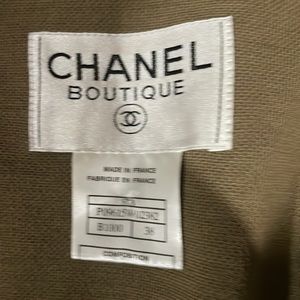 CHANEL
BOUTIQUE
MADE IN FRANCE
FABRIQUE EN FRANCE
36
COMPOSITION